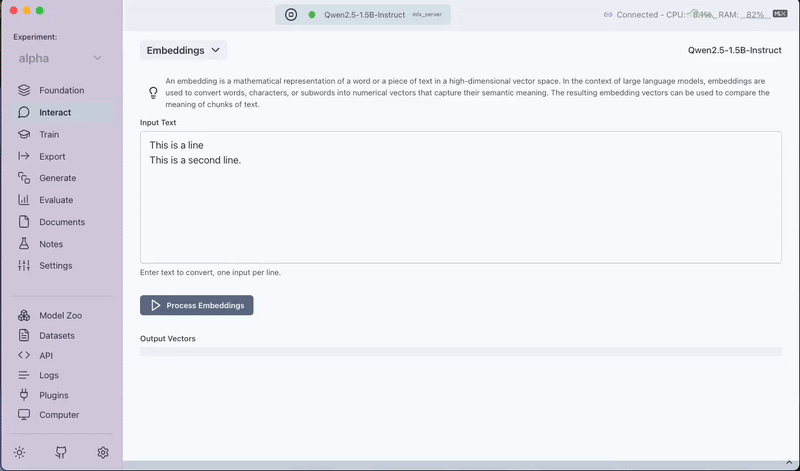 Qwen2.5-1.5B-Instruct mlx_server
Connected - CPU: 8.1% RAM: 82% MLX
Experiment:
alpha
Foundation
Interact
Train
Export
Generate
Evaluate
Documents
Notes
Settings
Model Zoo
Datasets
API
Logs
Plugins
Computer
Embeddings
Qwen2.5-1.5B-Instruct
An embedding is a mathematical representation of a word or a piece of text in a high-dimensional vector space. In the context of large language models, embeddings are
used to convert words, characters, or subwords into numerical vectors that capture their semantic meaning. The resulting embedding vectors can be used to compare the
meaning of chunks of text.
Input Text
This is a line
This is a second line.
Enter text to convert, one input per line.
Process Embeddings
Output Vectors